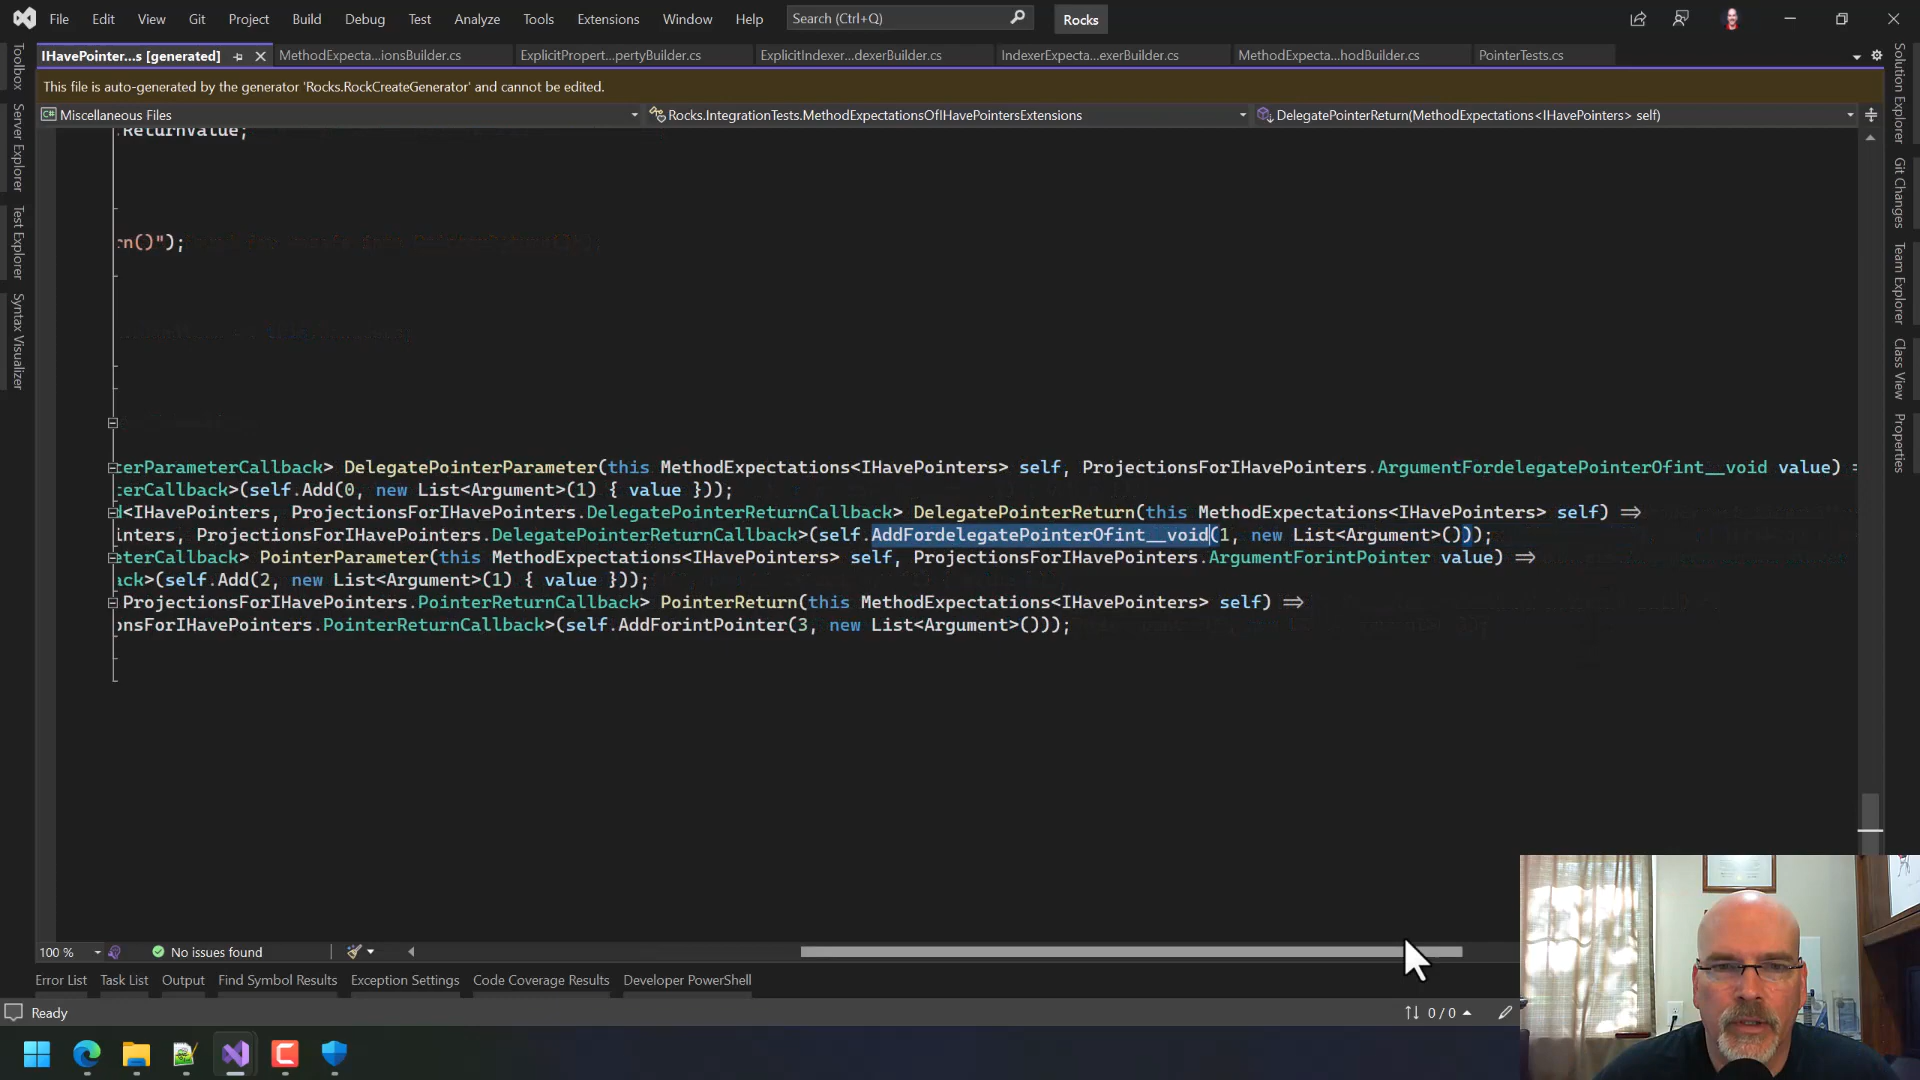 File Edit View Git Project Build Debug Test Analyze Tools Extensions Window Help Search (Ctrl+Q) Rocks
IHavePointer...s [generated] MethodExpecta...ionsBuilder.cs ExplicitPropert...pertyBuilder.cs ExplicitIndexer...dexerBuilder.cs IndexerExpecta...exerBuilder.cs MethodExpecta...hodBuilder.cs PointerTests.cs
This file is auto-generated by the generator 'Rocks.RockCreateGenerator' and cannot be edited.
Miscellaneous Files Rocks.IntegrationTests.MethodExpectationsOfIHavePointersExtensions DelegatePointerReturn(MethodExpectations<IHavePointers> self)
Toolbox
Server Explorer
Test Explorer
Syntax Visualizer
.ReturnValue;
rn()");
terParameterCallback> DelegatePointerParameter(this MethodExpectations<IHavePointers> self, ProjectionsForIHavePointers.ArgumentFordelegatePointerOfint__void value) =
terCallback>(self.Add(0, new List<Argument>(1) { value }));
d<IHavePointers, ProjectionsForIHavePointers.DelegatePointerReturnCallback> DelegatePointerReturn(this MethodExpectations<IHavePointers> self) =>
inters, ProjectionsForIHavePointers.DelegatePointerReturnCallback>(self.AddFordelegatePointerOfint__void(1, new List<Argument>()));
eterCallback> PointerParameter(this MethodExpectations<IHavePointers> self, ProjectionsForIHavePointers.ArgumentForintPointer value) =>
ack>(self.Add(2, new List<Argument>(1) { value }));
ProjectionsForIHavePointers.PointerReturnCallback> PointerReturn(this MethodExpectations<IHavePointers> self) =>
onsForIHavePointers.PointerReturnCallback>(self.AddForintPointer(3, new List<Argument>()));
Solution Explorer
Git Changes
Team Explorer
Class View
Properties
100 % No issues found
Error List Task List Output Find Symbol Results Exception Settings Code Coverage Results Developer PowerShell
Ready 0 / 0